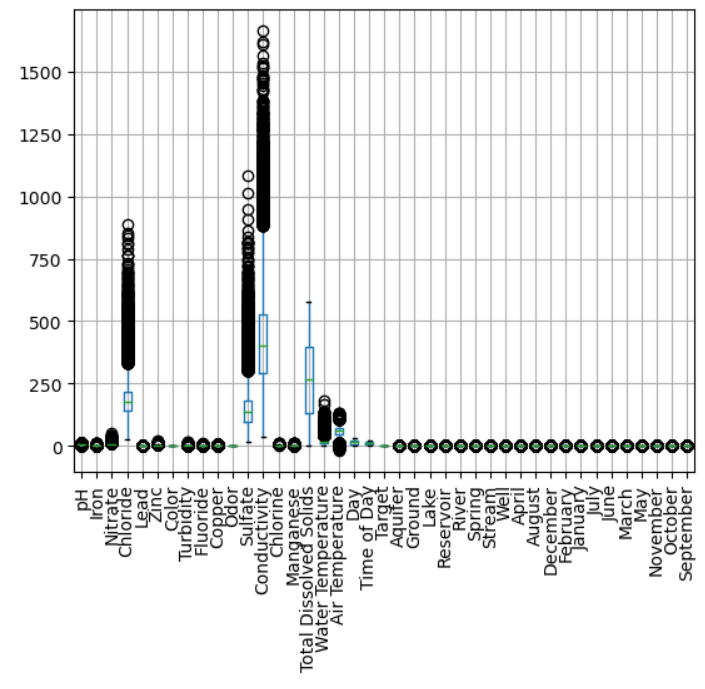 1500
1250
1000
750
500
250
0
pH
Iron
Nitrate
Chloride
Lead
Zinc
Color
Turbidity
Fluoride
Copper
Odor
Sulfate
Conductivity
Chlorine
Manganese
Total Dissolved Solids
Water Temperature
Air Temperature
Day
Time of Day
Target
Aquifer
Ground
Lake
Reservoir
River
Spring
Stream
Well
April
August
December
February
January
July
June
March
May
November
October
September